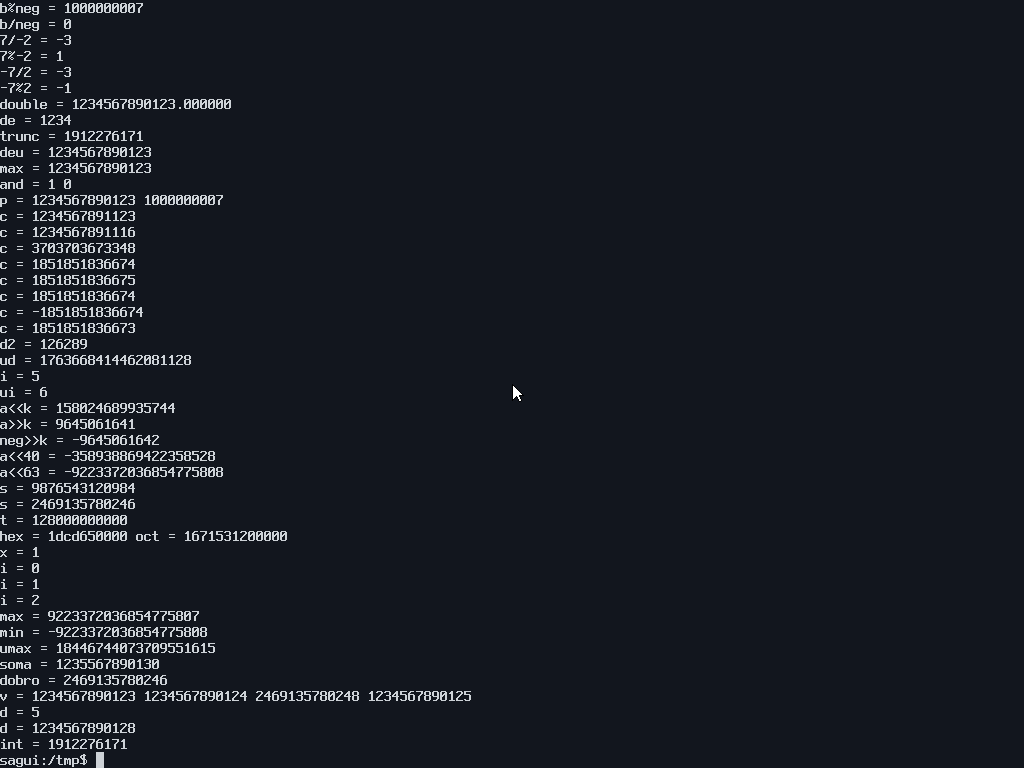 b%neg = 1000000007
b/neg = 0
7/-2 = -3
7%-2 = 1
-7/2 = -3
-7%2 = -1
double = 1234567890123.000000
de = 1234
trunc = 1912276171
deu = 1234567890123
max = 1234567890123
and = 1 0
p = 1234567890123 1000000007
c = 1234567891123
c = 1234567891116
c = 3703703673348
c = 1851851836674
c = 1851851836675
c = 1851851836674
c = -1851851836674
c = 1851851836673
d2 = 126289
ud = 1763668414462081128
i = 5
ui = 6
a<<k = 158024689935744
a>>k = 9645061641
neg>>k = -9645061642
a<<40 = -358938869422358528
a<<63 = -9223372036854775808
s = 9876543120984
s = 2469135780246
t = 128000000000
hex = 1dcd650000 oct = 1671531200000
x = 1
i = 0
i = 1
i = 2
max = 9223372036854775807
min = -9223372036854775808
umax = 18446744073709551615
soma = 1235567890130
dobro = 2469135780246
v = 1234567890123 1234567890124 2469135780248 1234567890125
d = 5
d = 1234567890128
int = 1912276171
sagui:/tmp$